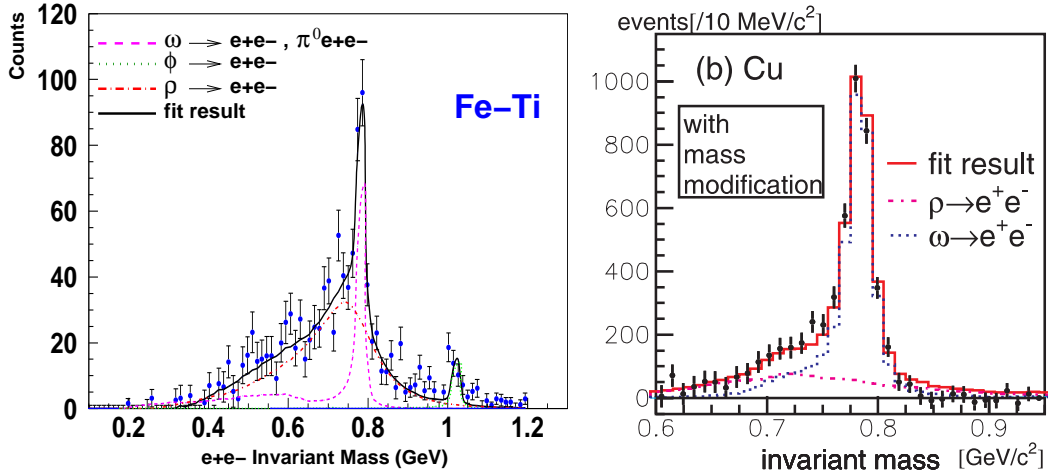 Counts
120
100
80
60
40
20
0
ω → e+e− , π⁰e+e−
ϕ → e+e−
ρ → e+e−
fit result
Fe−Ti
0.2 0.4 0.6 0.8 1 1.2
e+e− Invariant Mass (GeV)
events[/10 MeV/c²]
1000
800
600
400
200
0
(b) Cu
with
mass
modification
fit result
ρ→e⁺e⁻
ω→e⁺e⁻
0.6 0.7 0.8 0.9
invariant mass [GeV/c²]